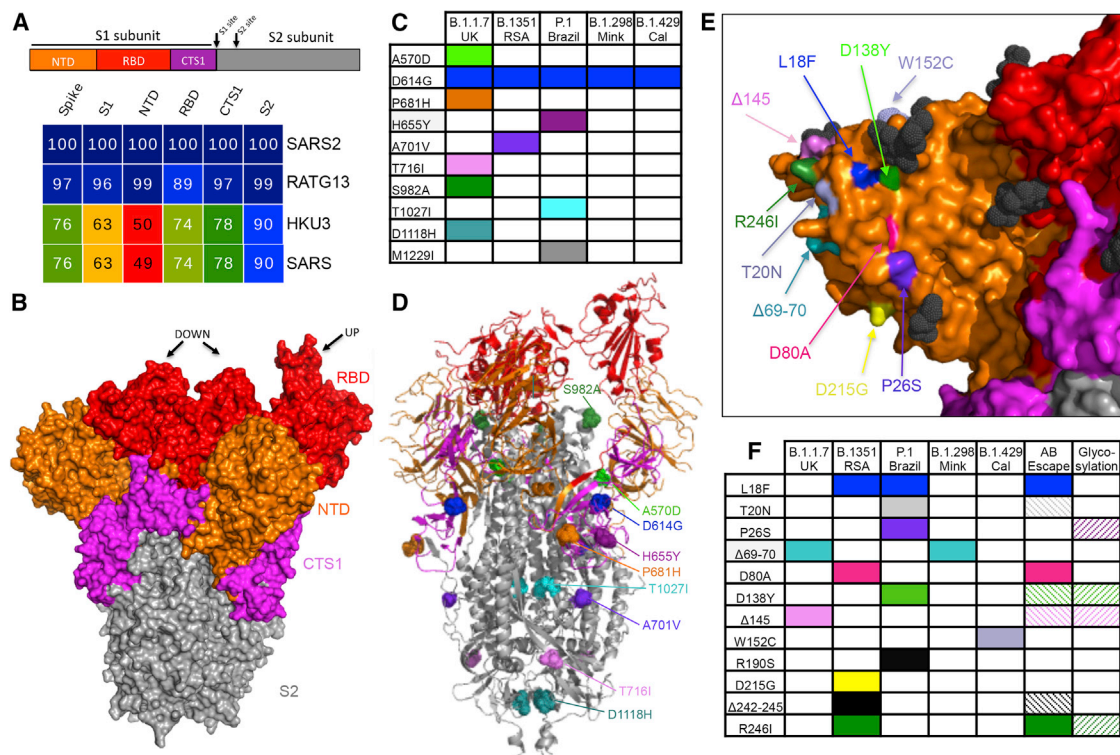 A
S1 subunit
S1 site
S2 site
S2 subunit
NTD RBD CTS1
Spike S1 NTD RBD CTS1 S2
100 100 100 100 100 100 SARS2
97 96 99 89 97 99 RATG13
76 63 50 74 78 90 HKU3
76 63 49 74 78 90 SARS
B
DOWN
UP
RBD
NTD
CTS1
S2
C
B.1.1.7 B.1351 P.1 B.1.298 B.1.429
UK RSA Brazil Mink Cal
A570D
D614G
P681H
H655Y
A701V
T716I
S982A
T1027I
D1118H
M1229I
D
S982A
A570D
D614G
H655Y
P681H
T1027I
A701V
T716I
D1118H
E
D138Y
L18F
W152C
Δ145
R246I
T20N
Δ69-70
D80A
P26S
D215G
F
B.1.1.7 B.1351 P.1 B.1.298 B.1.429 AB Glyco-
UK RSA Brazil Mink Cal Escape sylation
L18F
T20N
P26S
Δ69-70
D80A
D138Y
Δ145
W152C
R190S
D215G
Δ242-245
R246I